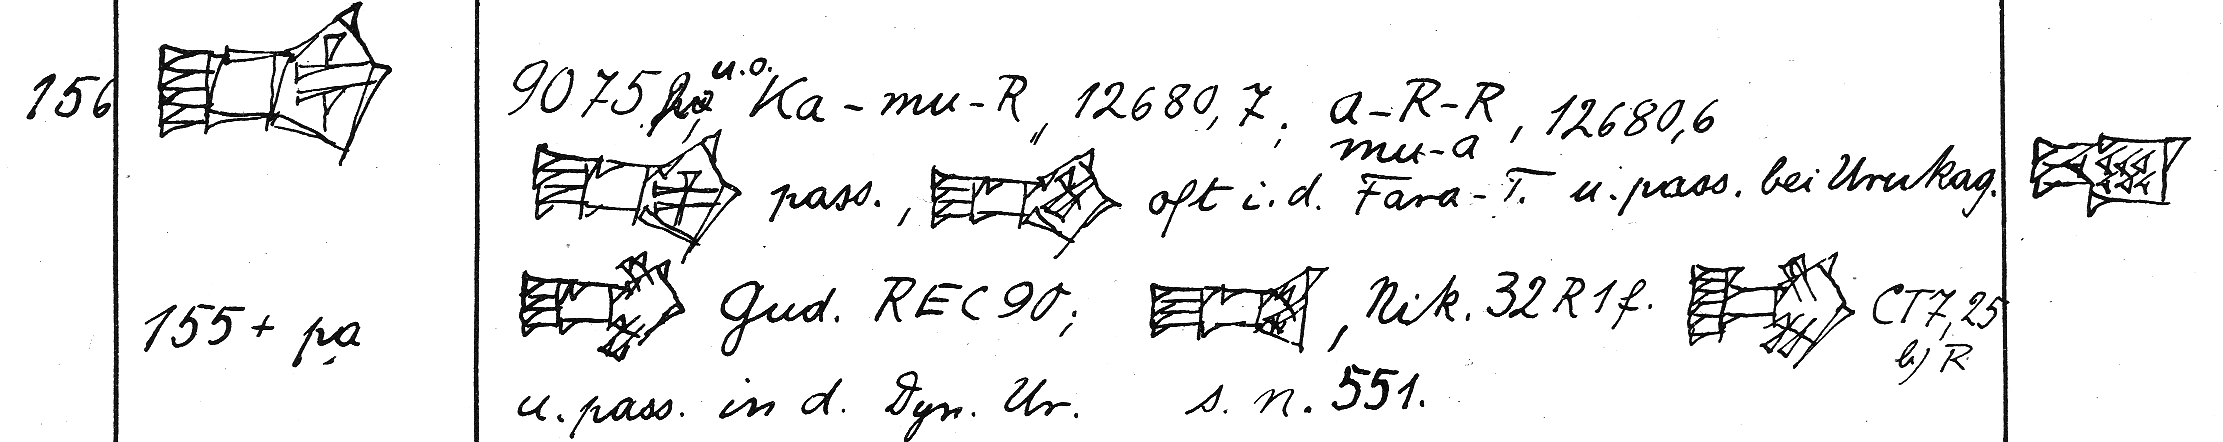 156
u.o.
9075 Ka-mu-R, 12680,7; a-R-R, 12680,6
mu-a
pass., oft i.d. Fara-T. u. pass. bei Urukag.
155 + pa
Gud. REC 90; , Nik. 32 R 1 f. CT 7, 25
b) R.
u. pass. in d. Dyn. Ur. s. n. 551.